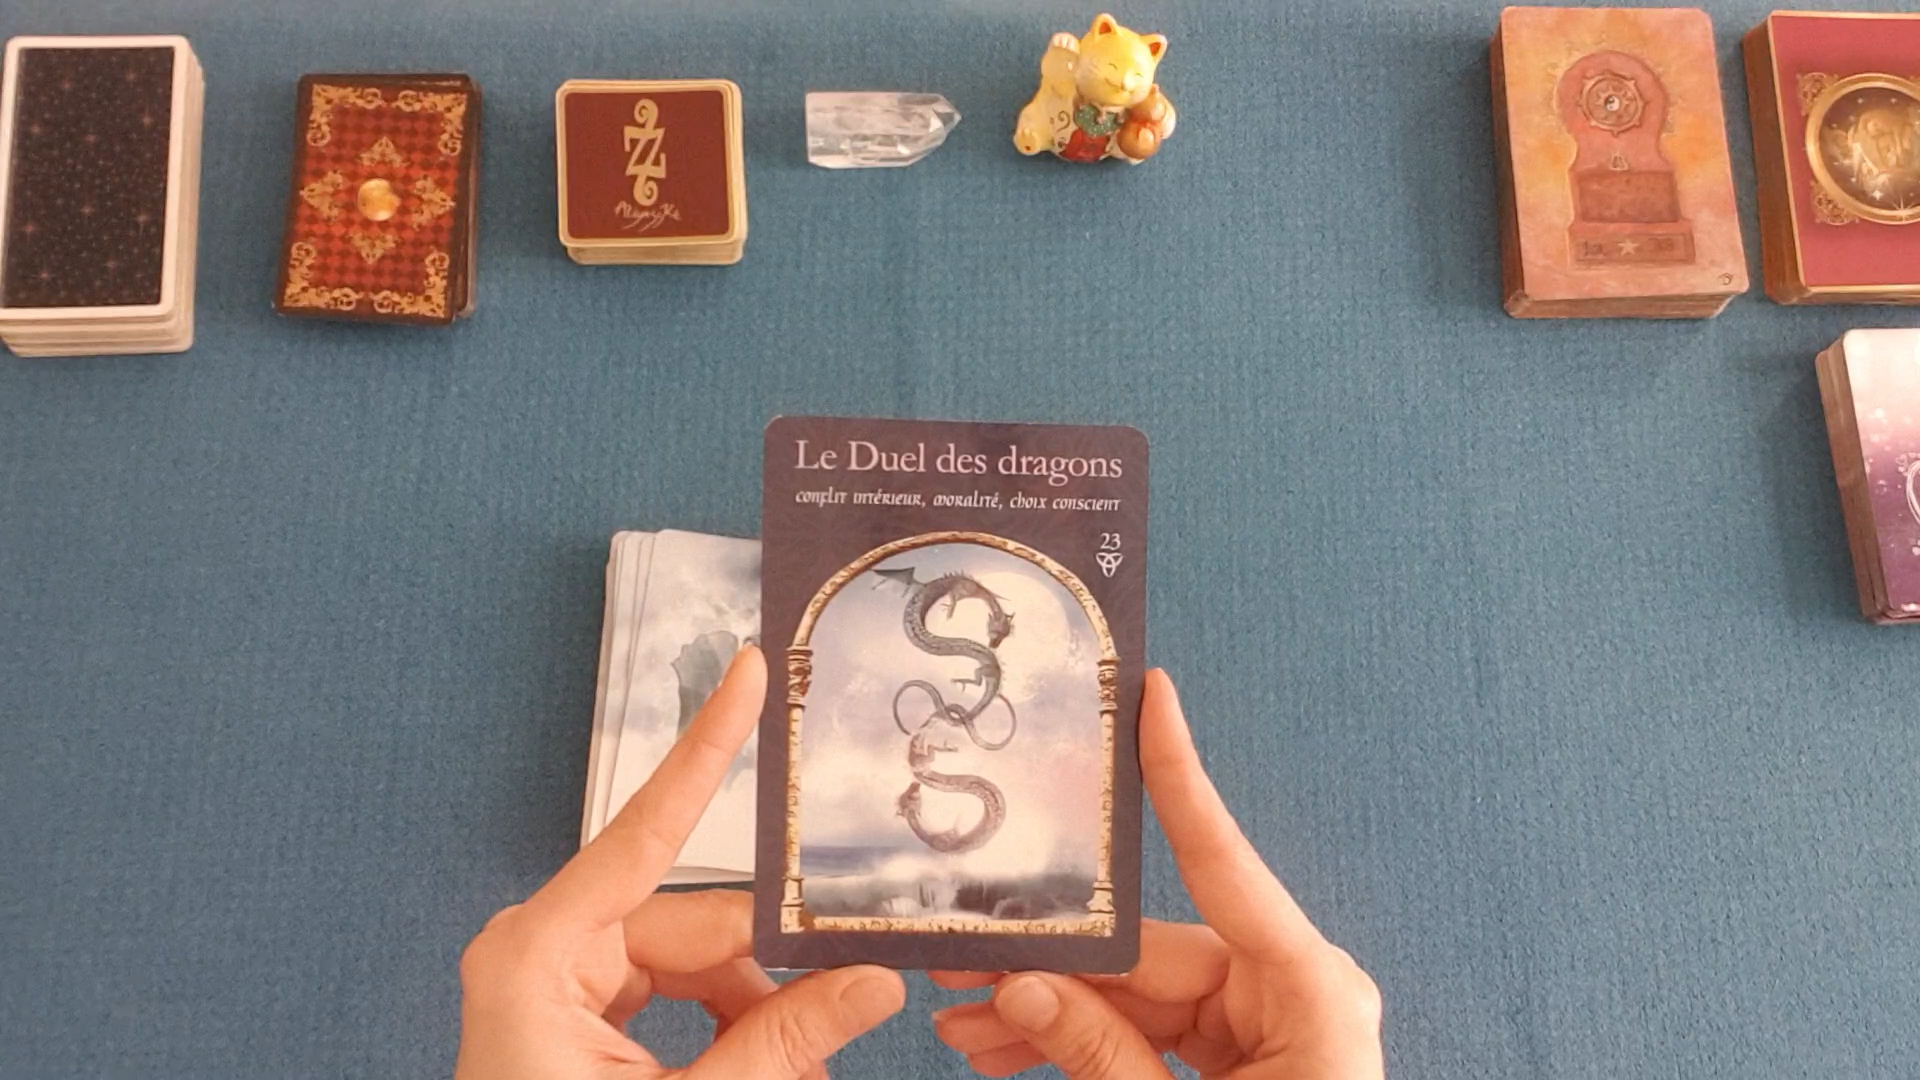 Le Duel des dragons
conflit intérieur, moralité, choix conscient
23